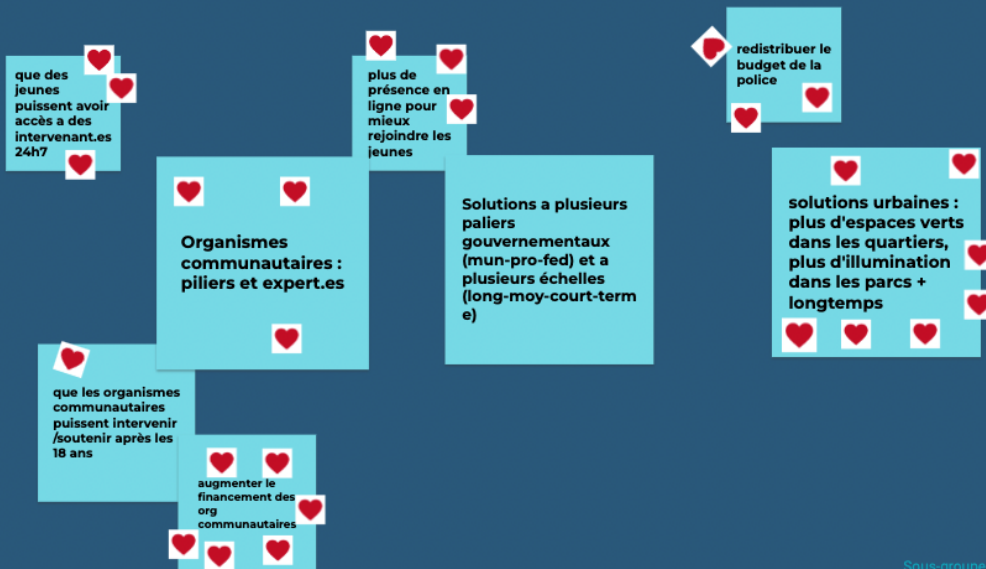 que des
jeunes
puissent avoir
accès a des
intervenant.es
24h7
plus de
présence en
ligne pour
mieux
rejoindre les
jeunes
redistribuer le
budget de la
police
Organismes
communautaires :
piliers et expert.es
Solutions a plusieurs
paliers
gouvernementaux
(mun-pro-fed) et a
plusieurs échelles
(long-moy-court-term
e)
solutions urbaines :
plus d'espaces verts
dans les quartiers,
plus d'illumination
dans les parcs +
longtemps
que les organismes
communautaires
puissent intervenir
/soutenir après les
18 ans
augmenter le
financement des
org
communautaires
Sous-groupe